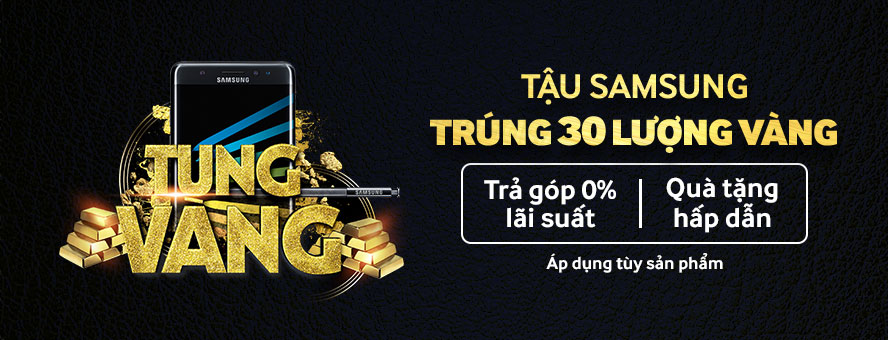 SAMSUNG
TUNG
VANG
SAMSUNG
TẬU SAMSUNG
TRÚNG 30 LƯỢNG VÀNG
Trả góp 0%
lãi suất
Quà tặng
hấp dẫn
Áp dụng tùy sản phẩm